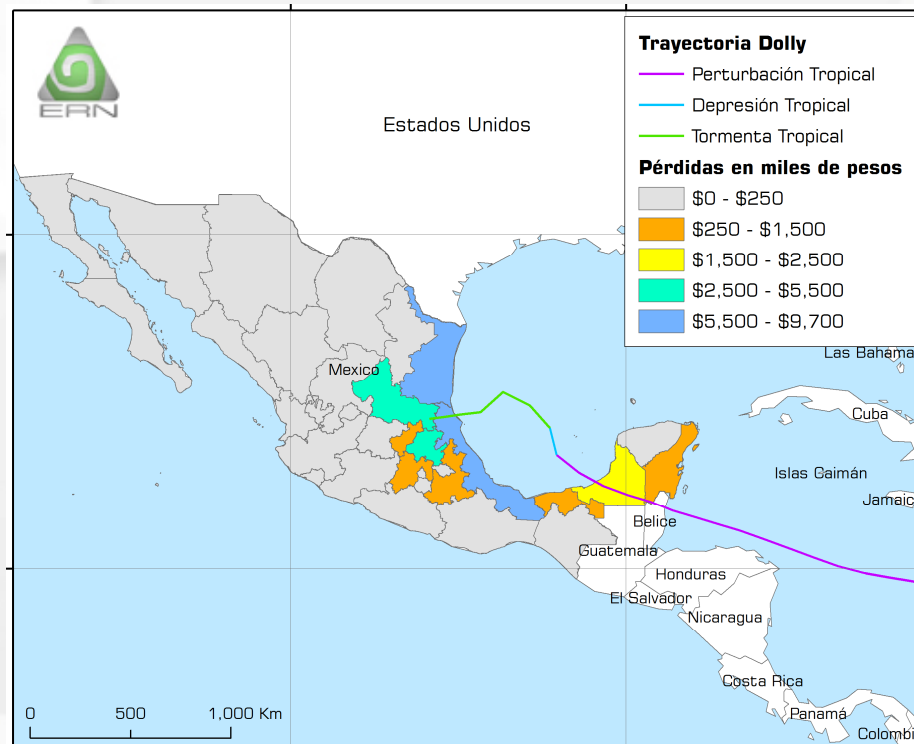 ERN
Estados Unidos
Trayectoria Dolly
Perturbación Tropical
Depresión Tropical
Tormenta Tropical
Pérdidas en miles de pesos
$0 - $250
$250 - $1,500
$1,500 - $2,500
$2,500 - $5,500
$5,500 - $9,700
Las Bahama
Mexico
Cuba
Islas Gaimán
Jamaic
Belice
Guatemala
Honduras
El Salvador
Nicaragua
Costa Rica
Panamá
Colombi
0 500 1,000 Km